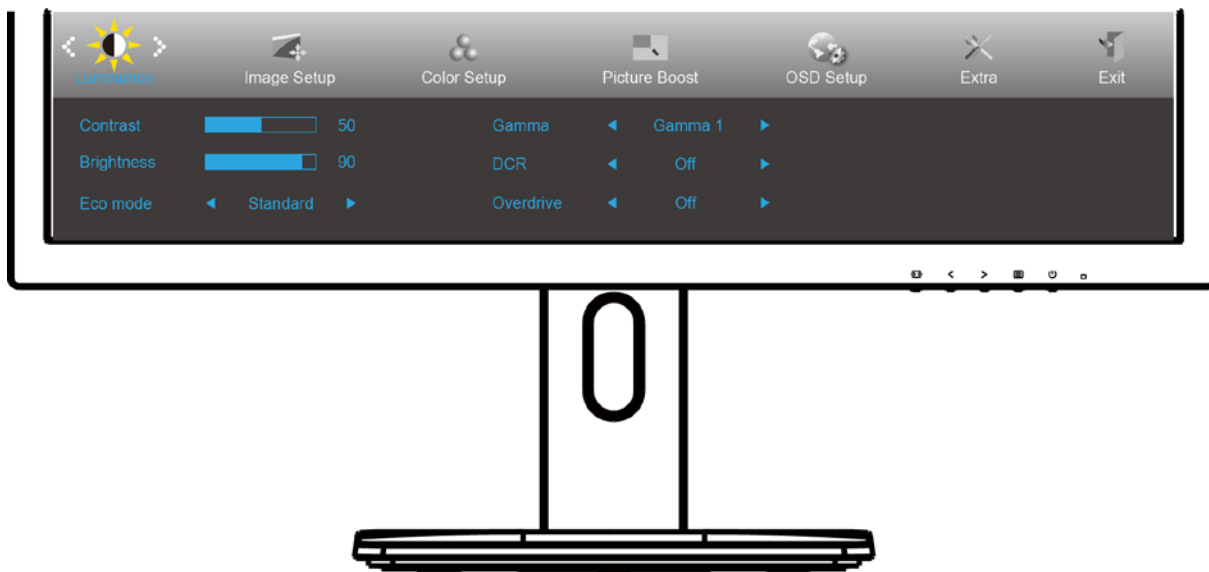 Luminance Image Setup Color Setup Picture Boost OSD Setup Extra Exit
Contrast 50 Gamma Gamma 1
Brightness 90 DCR Off
Eco mode Standard Overdrive Off